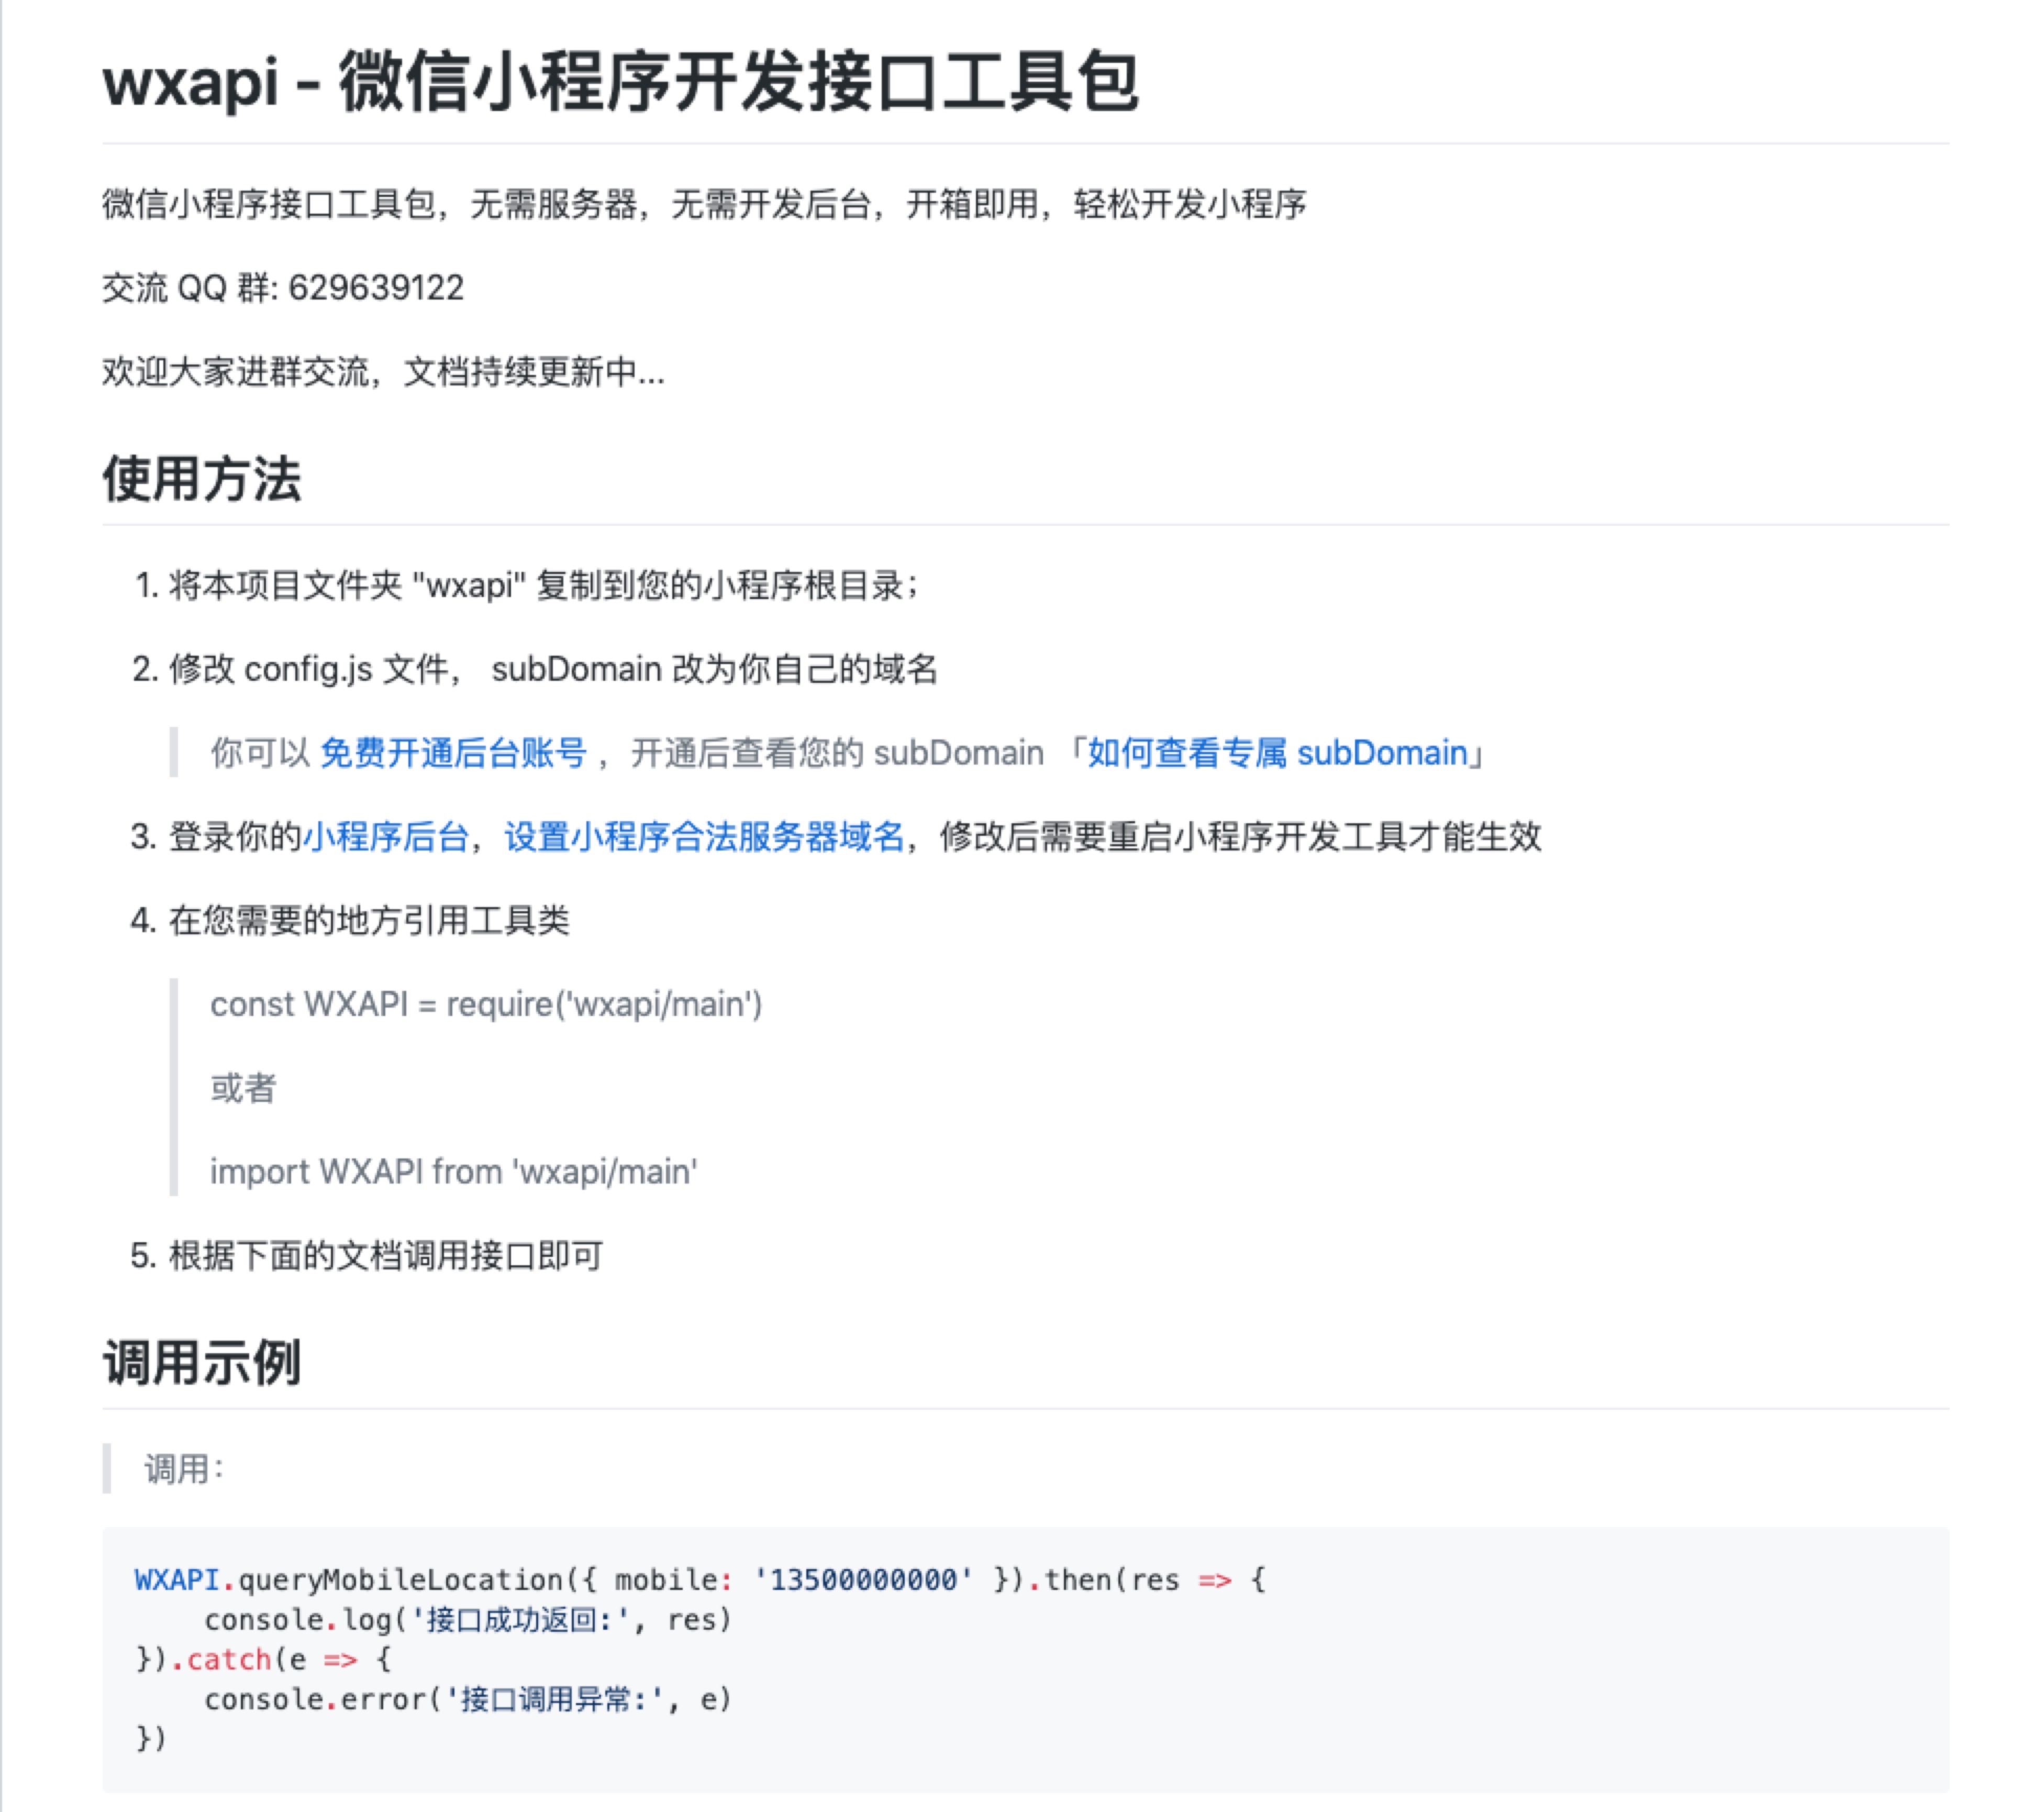 wxapi - 微信小程序开发接口工具包
微信小程序接口工具包，无需服务器，无需开发后台，开箱即用，轻松开发小程序
交流 QQ 群: 629639122
欢迎大家进群交流，文档持续更新中...
使用方法
1. 将本项目文件夹 "wxapi" 复制到您的小程序根目录；
2. 修改 config.js 文件， subDomain 改为你自己的域名
你可以 免费开通后台账号 ，开通后查看您的 subDomain 「如何查看专属 subDomain」
3. 登录你的小程序后台，设置小程序合法服务器域名，修改后需要重启小程序开发工具才能生效
4. 在您需要的地方引用工具类
const WXAPI = require('wxapi/main')
或者
import WXAPI from 'wxapi/main'
5. 根据下面的文档调用接口即可
调用示例
调用：
WXAPI.queryMobileLocation({ mobile: '13500000000' }).then(res => {
    console.log('接口成功返回:', res)
}).catch(e => {
    console.error('接口调用异常:', e)
})